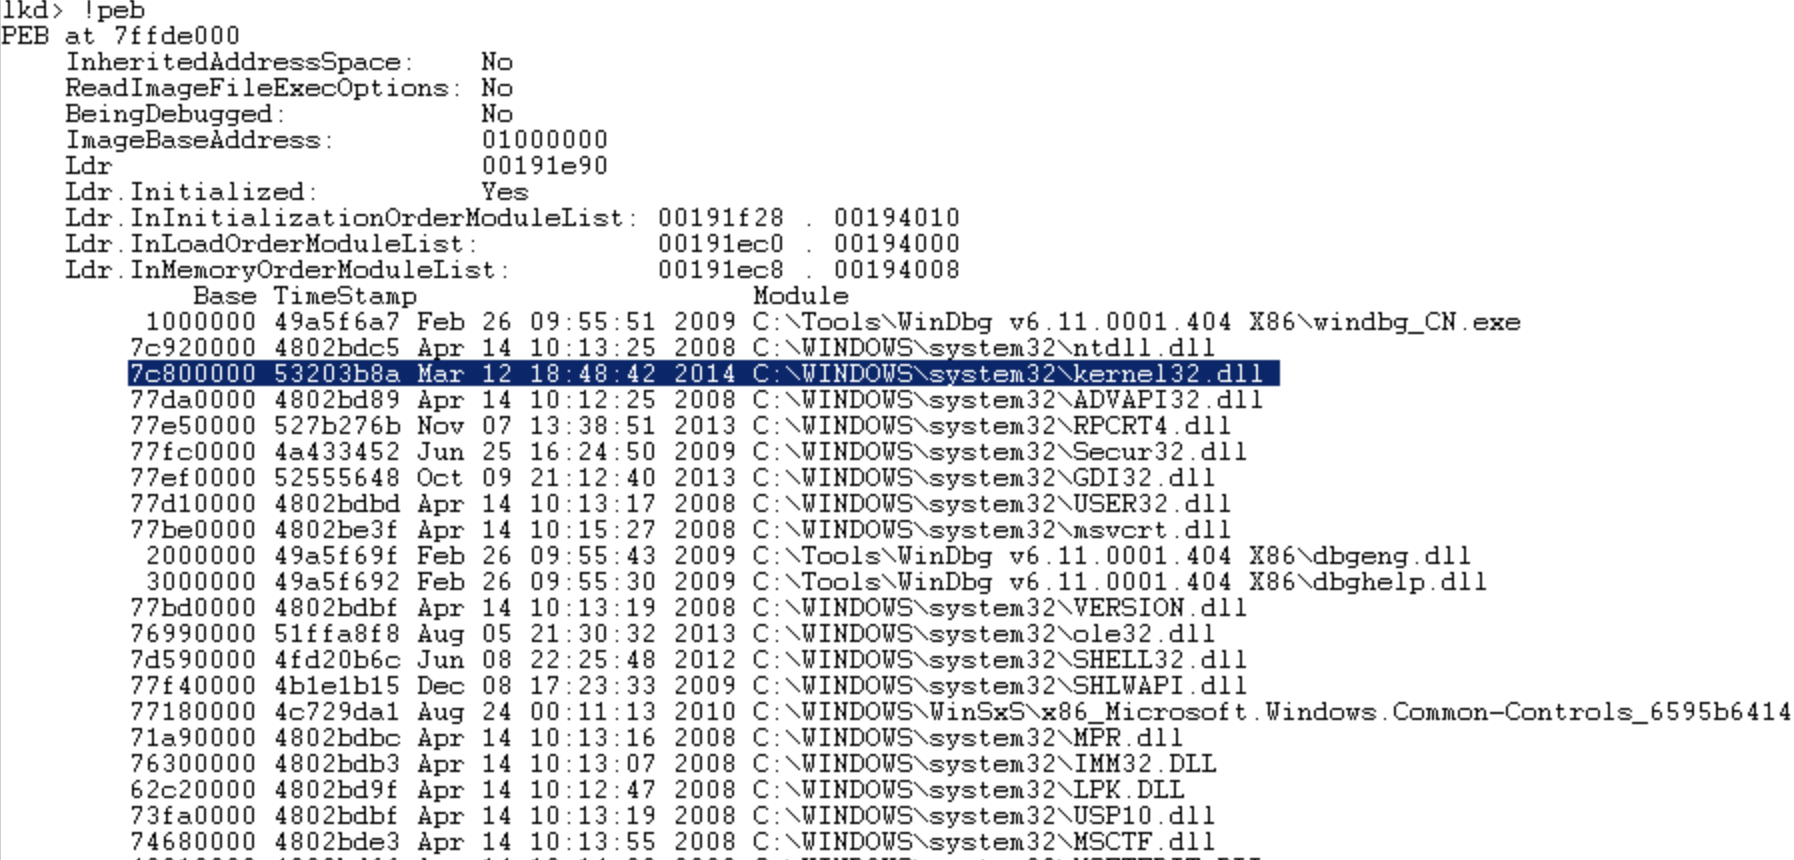 lkd> !peb
PEB at 7ffde000
InheritedAddressSpace: No
ReadImageFileExecOptions: No
BeingDebugged: No
ImageBaseAddress: 01000000
Ldr 00191e90
Ldr.Initialized: Yes
Ldr.InInitializationOrderModuleList: 00191f28 . 00194010
Ldr.InLoadOrderModuleList: 00191ec0 . 00194000
Ldr.InMemoryOrderModuleList: 00191ec8 . 00194008
Base TimeStamp Module
1000000 49a5f6a7 Feb 26 09:55:51 2009 C:\Tools\WinDbg v6.11.0001.404 X86\windbg_CN.exe
7c920000 4802bdc5 Apr 14 10:13:25 2008 C:\WINDOWS\system32\ntdll.dll
7c800000 53203b8a Mar 12 18:48:42 2014 C:\WINDOWS\system32\kernel32.dll
77da0000 4802bd89 Apr 14 10:12:25 2008 C:\WINDOWS\system32\ADVAPI32.dll
77e50000 527b276b Nov 07 13:38:51 2013 C:\WINDOWS\system32\RPCRT4.dll
77fc0000 4a433452 Jun 25 16:24:50 2009 C:\WINDOWS\system32\Secur32.dll
77ef0000 52555648 Oct 09 21:12:40 2013 C:\WINDOWS\system32\GDI32.dll
77d10000 4802bdbd Apr 14 10:13:17 2008 C:\WINDOWS\system32\USER32.dll
77be0000 4802be3f Apr 14 10:15:27 2008 C:\WINDOWS\system32\msvcrt.dll
2000000 49a5f69f Feb 26 09:55:43 2009 C:\Tools\WinDbg v6.11.0001.404 X86\dbgeng.dll
3000000 49a5f692 Feb 26 09:55:30 2009 C:\Tools\WinDbg v6.11.0001.404 X86\dbghelp.dll
77bd0000 4802bdbf Apr 14 10:13:19 2008 C:\WINDOWS\system32\VERSION.dll
76990000 51ffa8f8 Aug 05 21:30:32 2013 C:\WINDOWS\system32\ole32.dll
7d590000 4fd20b6c Jun 08 22:25:48 2012 C:\WINDOWS\system32\SHELL32.dll
77f40000 4b1e1b15 Dec 08 17:23:33 2009 C:\WINDOWS\system32\SHLWAPI.dll
77180000 4c729da1 Aug 24 00:11:13 2010 C:\WINDOWS\WinSxS\x86_Microsoft.Windows.Common-Controls_6595b6414
71a90000 4802bdbc Apr 14 10:13:16 2008 C:\WINDOWS\system32\MPR.dll
76300000 4802bdb3 Apr 14 10:13:07 2008 C:\WINDOWS\system32\IMM32.DLL
62c20000 4802bd9f Apr 14 10:12:47 2008 C:\WINDOWS\system32\LPK.DLL
73fa0000 4802bdbf Apr 14 10:13:19 2008 C:\WINDOWS\system32\USP10.dll
74680000 4802bde3 Apr 14 10:13:55 2008 C:\WINDOWS\system32\MSCTF.dll